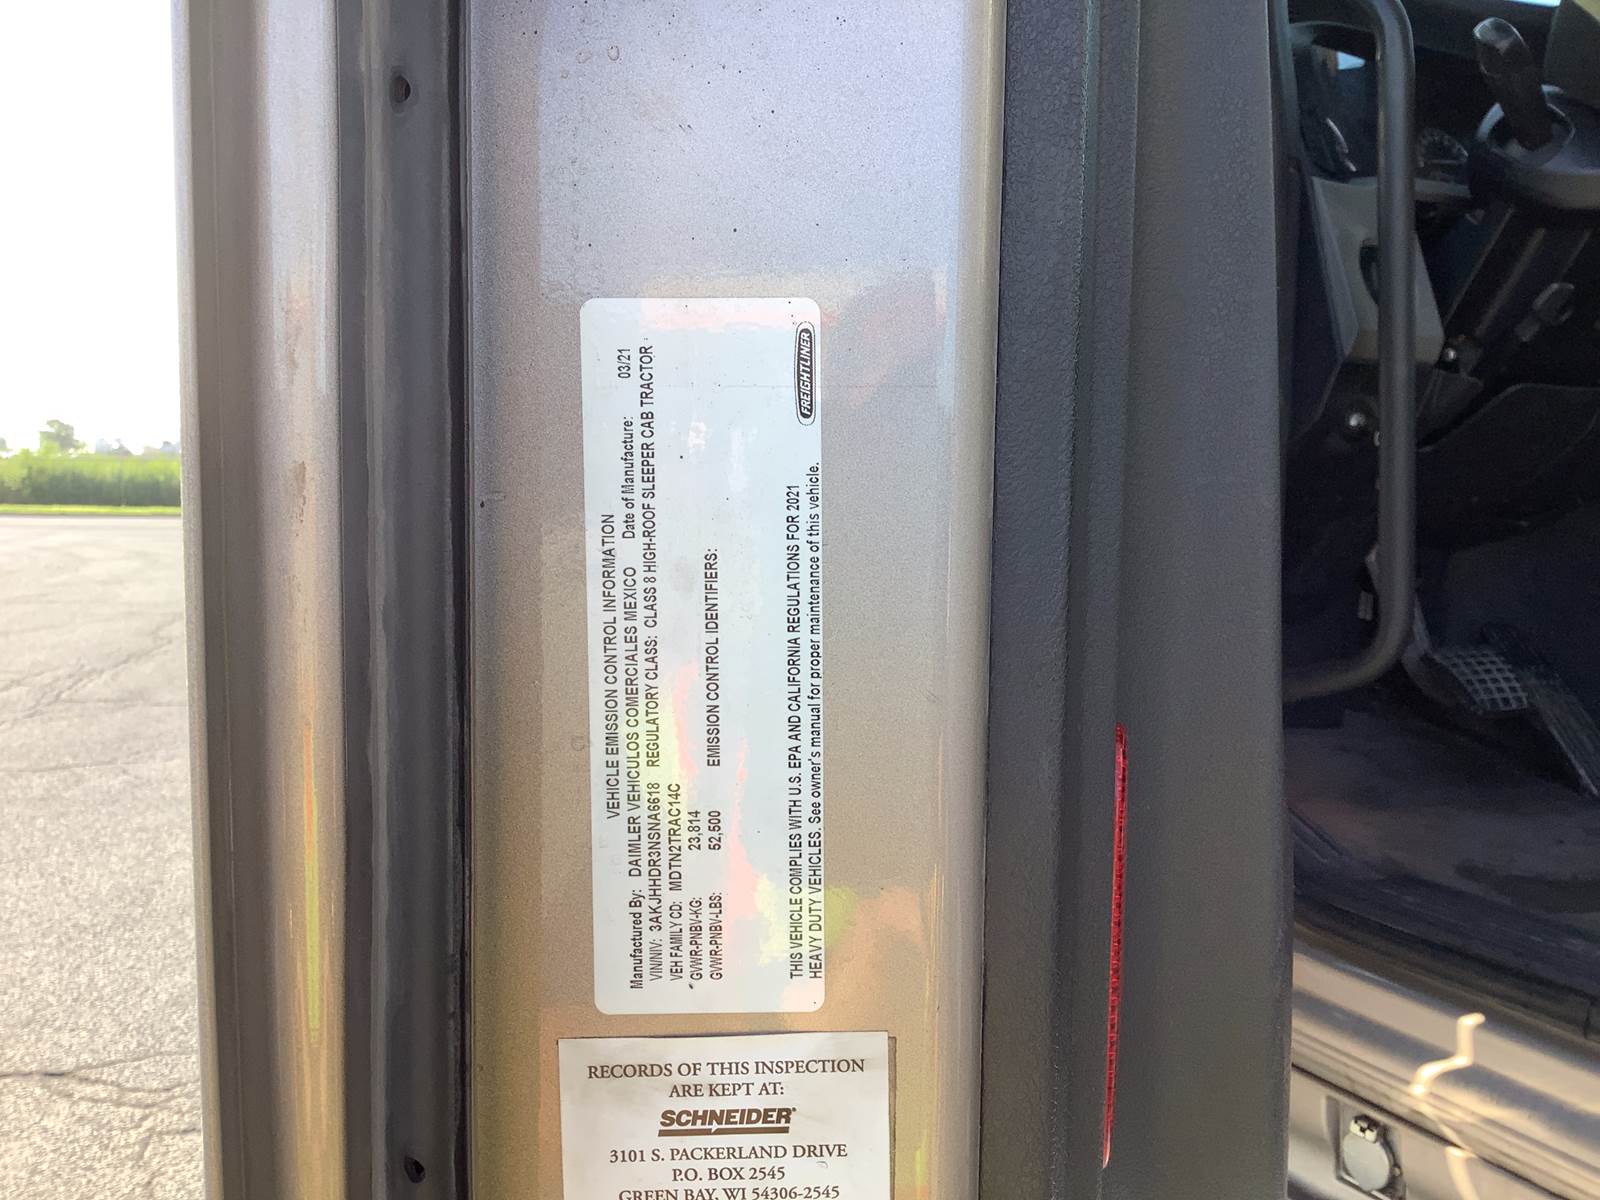 VEHICLE EMISSION CONTROL INFORMATION
Manufactured By: DAIMLER VEHICULOS COMERCIALES MEXICO Date of Manufacture: 03/21
VIN/NIV: 3AKJHHDR3NSNA6618 REGULATORY CLASS: CLASS 8 HIGH-ROOF SLEEPER CAB TRACTOR
VEH FAMILY CD: MDTN2TRAC14C
GVWR-PNBV-KG: 23,814
GVWR-PNBV-LBS: 52,500 EMISSION CONTROL IDENTIFIERS:
THIS VEHICLE COMPLIES WITH U.S. EPA AND CALIFORNIA REGULATIONS FOR 2021
HEAVY DUTY VEHICLES. See owner's manual for proper maintenance of this vehicle.
FREIGHTLINER
RECORDS OF THIS INSPECTION
ARE KEPT AT:
SCHNEIDER
3101 S. PACKERLAND DRIVE
P.O. BOX 2545
GREEN BAY, WI 54306-2545